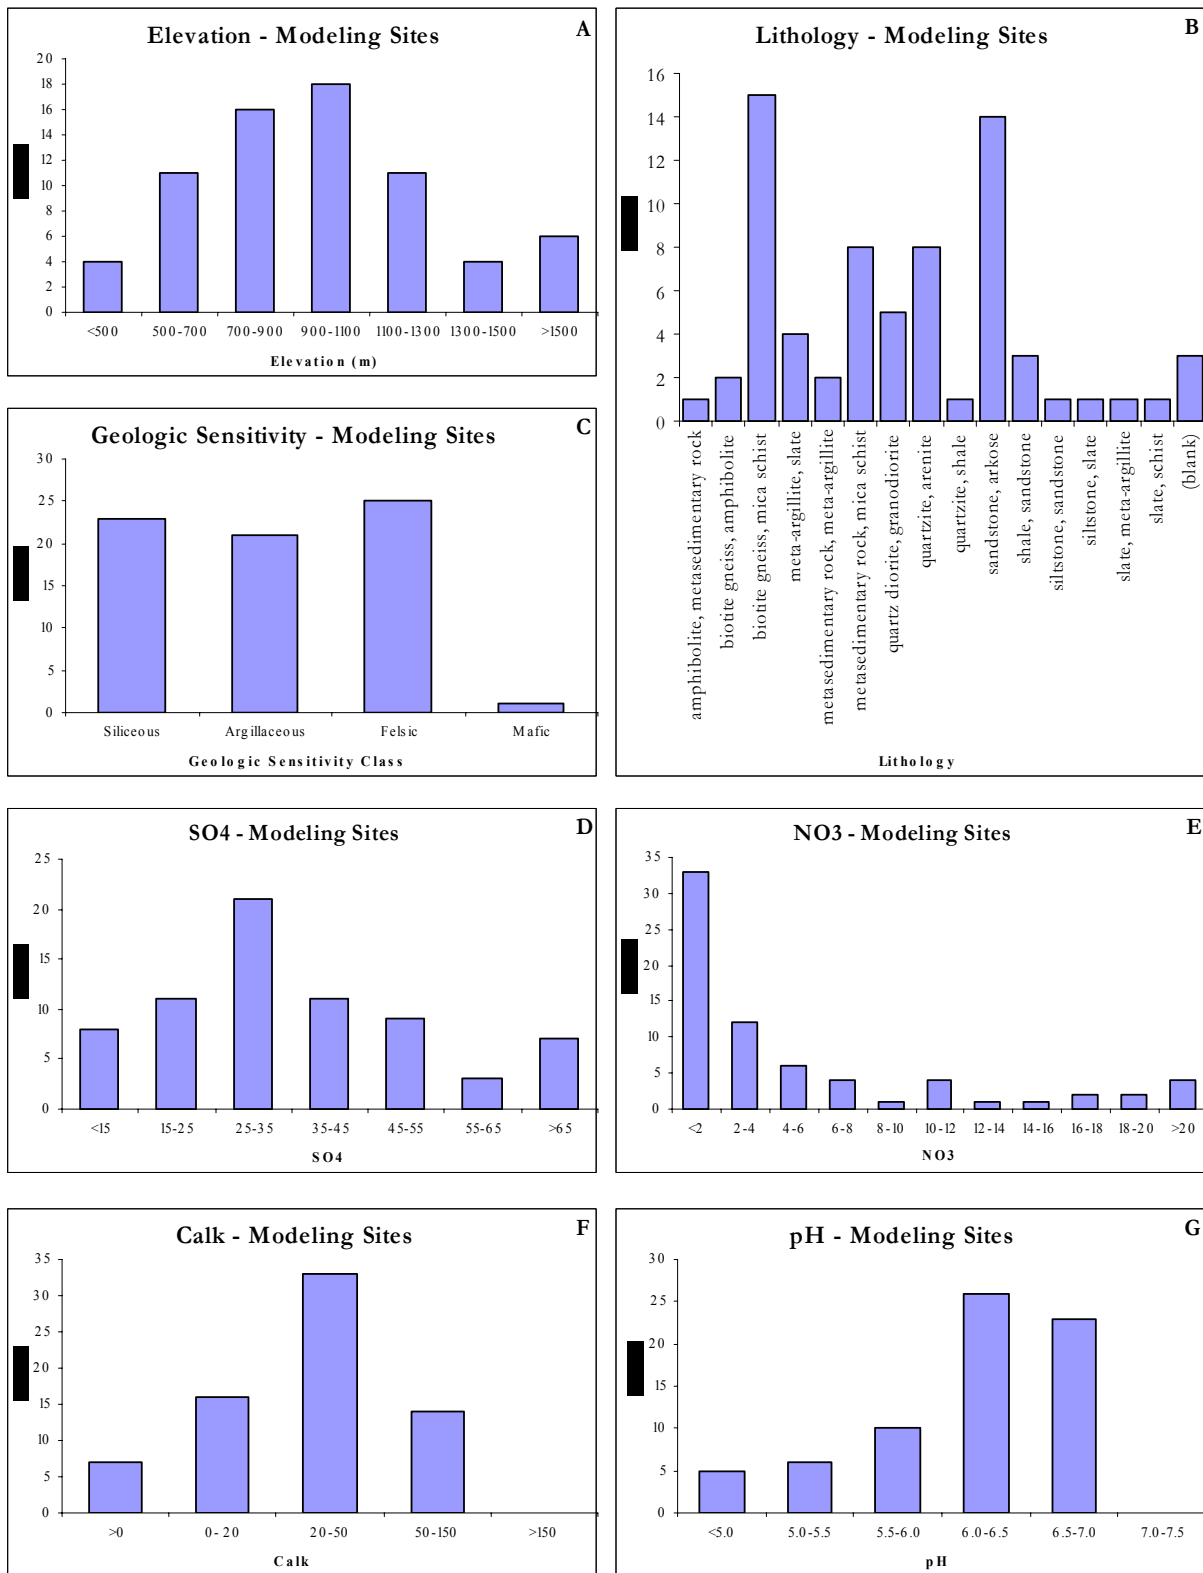 A
Elevation - Modeling Sites
20
18
16
14
12
10
8
6
4
2
0
<500 500-700 700-900 900-1100 1100-1300 1300-1500 >1500
Elevation (m)
B
Lithology - Modeling Sites
16
14
12
10
8
6
4
2
0
amphibolite, metasedimentary rock
biotite gneiss, amphibolite
biotite gneiss, mica schist
meta-argillite, slate
metasedimentary rock, meta-argillite
metasedimentary rock, mica schist
quartz diorite, granodiorite
quartzite, arenite
quartzite, shale
sandstone, arkose
shale, sandstone
siltstone, sandstone
siltstone, slate
slate, meta-argillite
slate, schist
(blank)
Lithology
C
Geologic Sensitivity - Modeling Sites
30
25
20
15
10
5
0
Siliceous Argillaceous Felsic Mafic
Geologic Sensitivity Class
D
SO4 - Modeling Sites
25
20
15
10
5
0
<15 15-25 25-35 35-45 45-55 55-65 >65
SO4
E
NO3 - Modeling Sites
35
30
25
20
15
10
5
0
<2 2-4 4-6 6-8 8-10 10-12 12-14 14-16 16-18 18-20 >20
NO3
F
Calk - Modeling Sites
35
30
25
20
15
10
5
0
>0 0-20 20-50 50-150 >150
Calk
G
pH - Modeling Sites
30
25
20
15
10
5
0
<5.0 5.0-5.5 5.5-6.0 6.0-6.5 6.5-7.0 7.0-7.5
pH